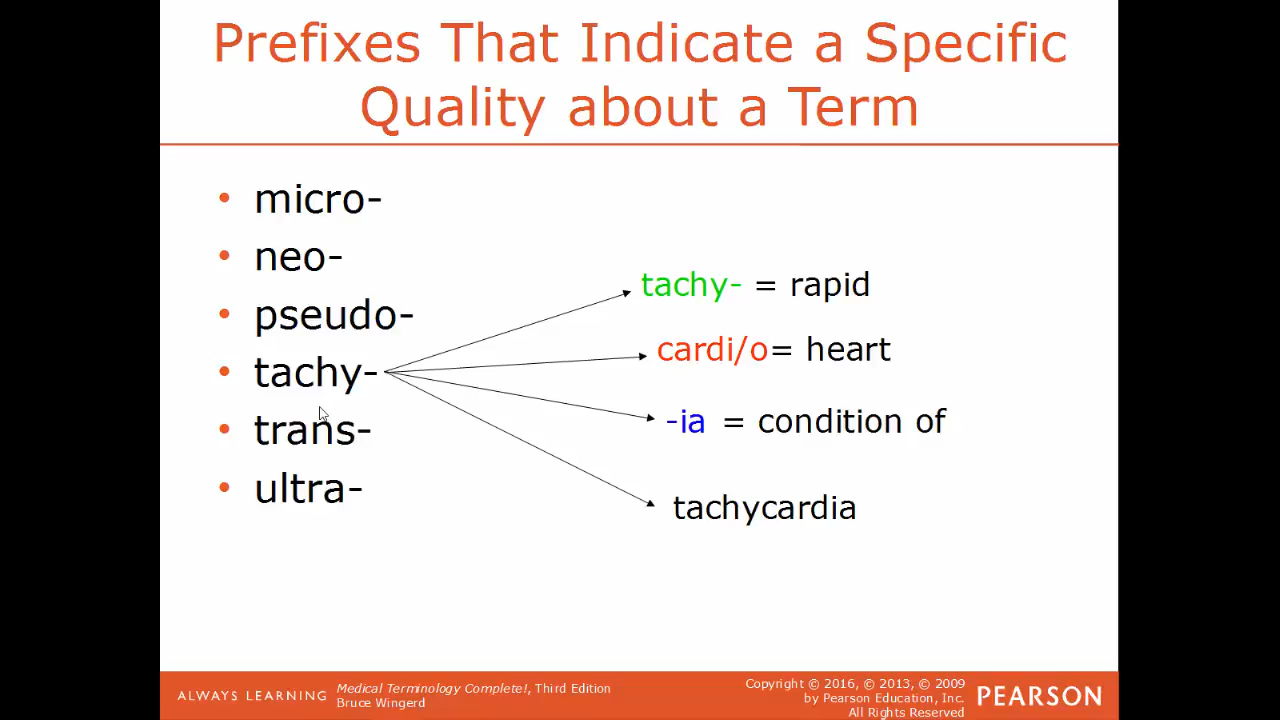 Prefixes That Indicate a Specific
Quality about a Term
• micro-
• neo-
• pseudo-
• tachy-
• trans-
• ultra-
tachy- = rapid
cardi/o= heart
-ia = condition of
tachycardia
ALWAYS LEARNING
Medical Terminology Complete!, Third Edition
Bruce Wingerd
Copyright © 2016, © 2013, © 2009
by Pearson Education, Inc.
All Rights Reserved
PEARSON